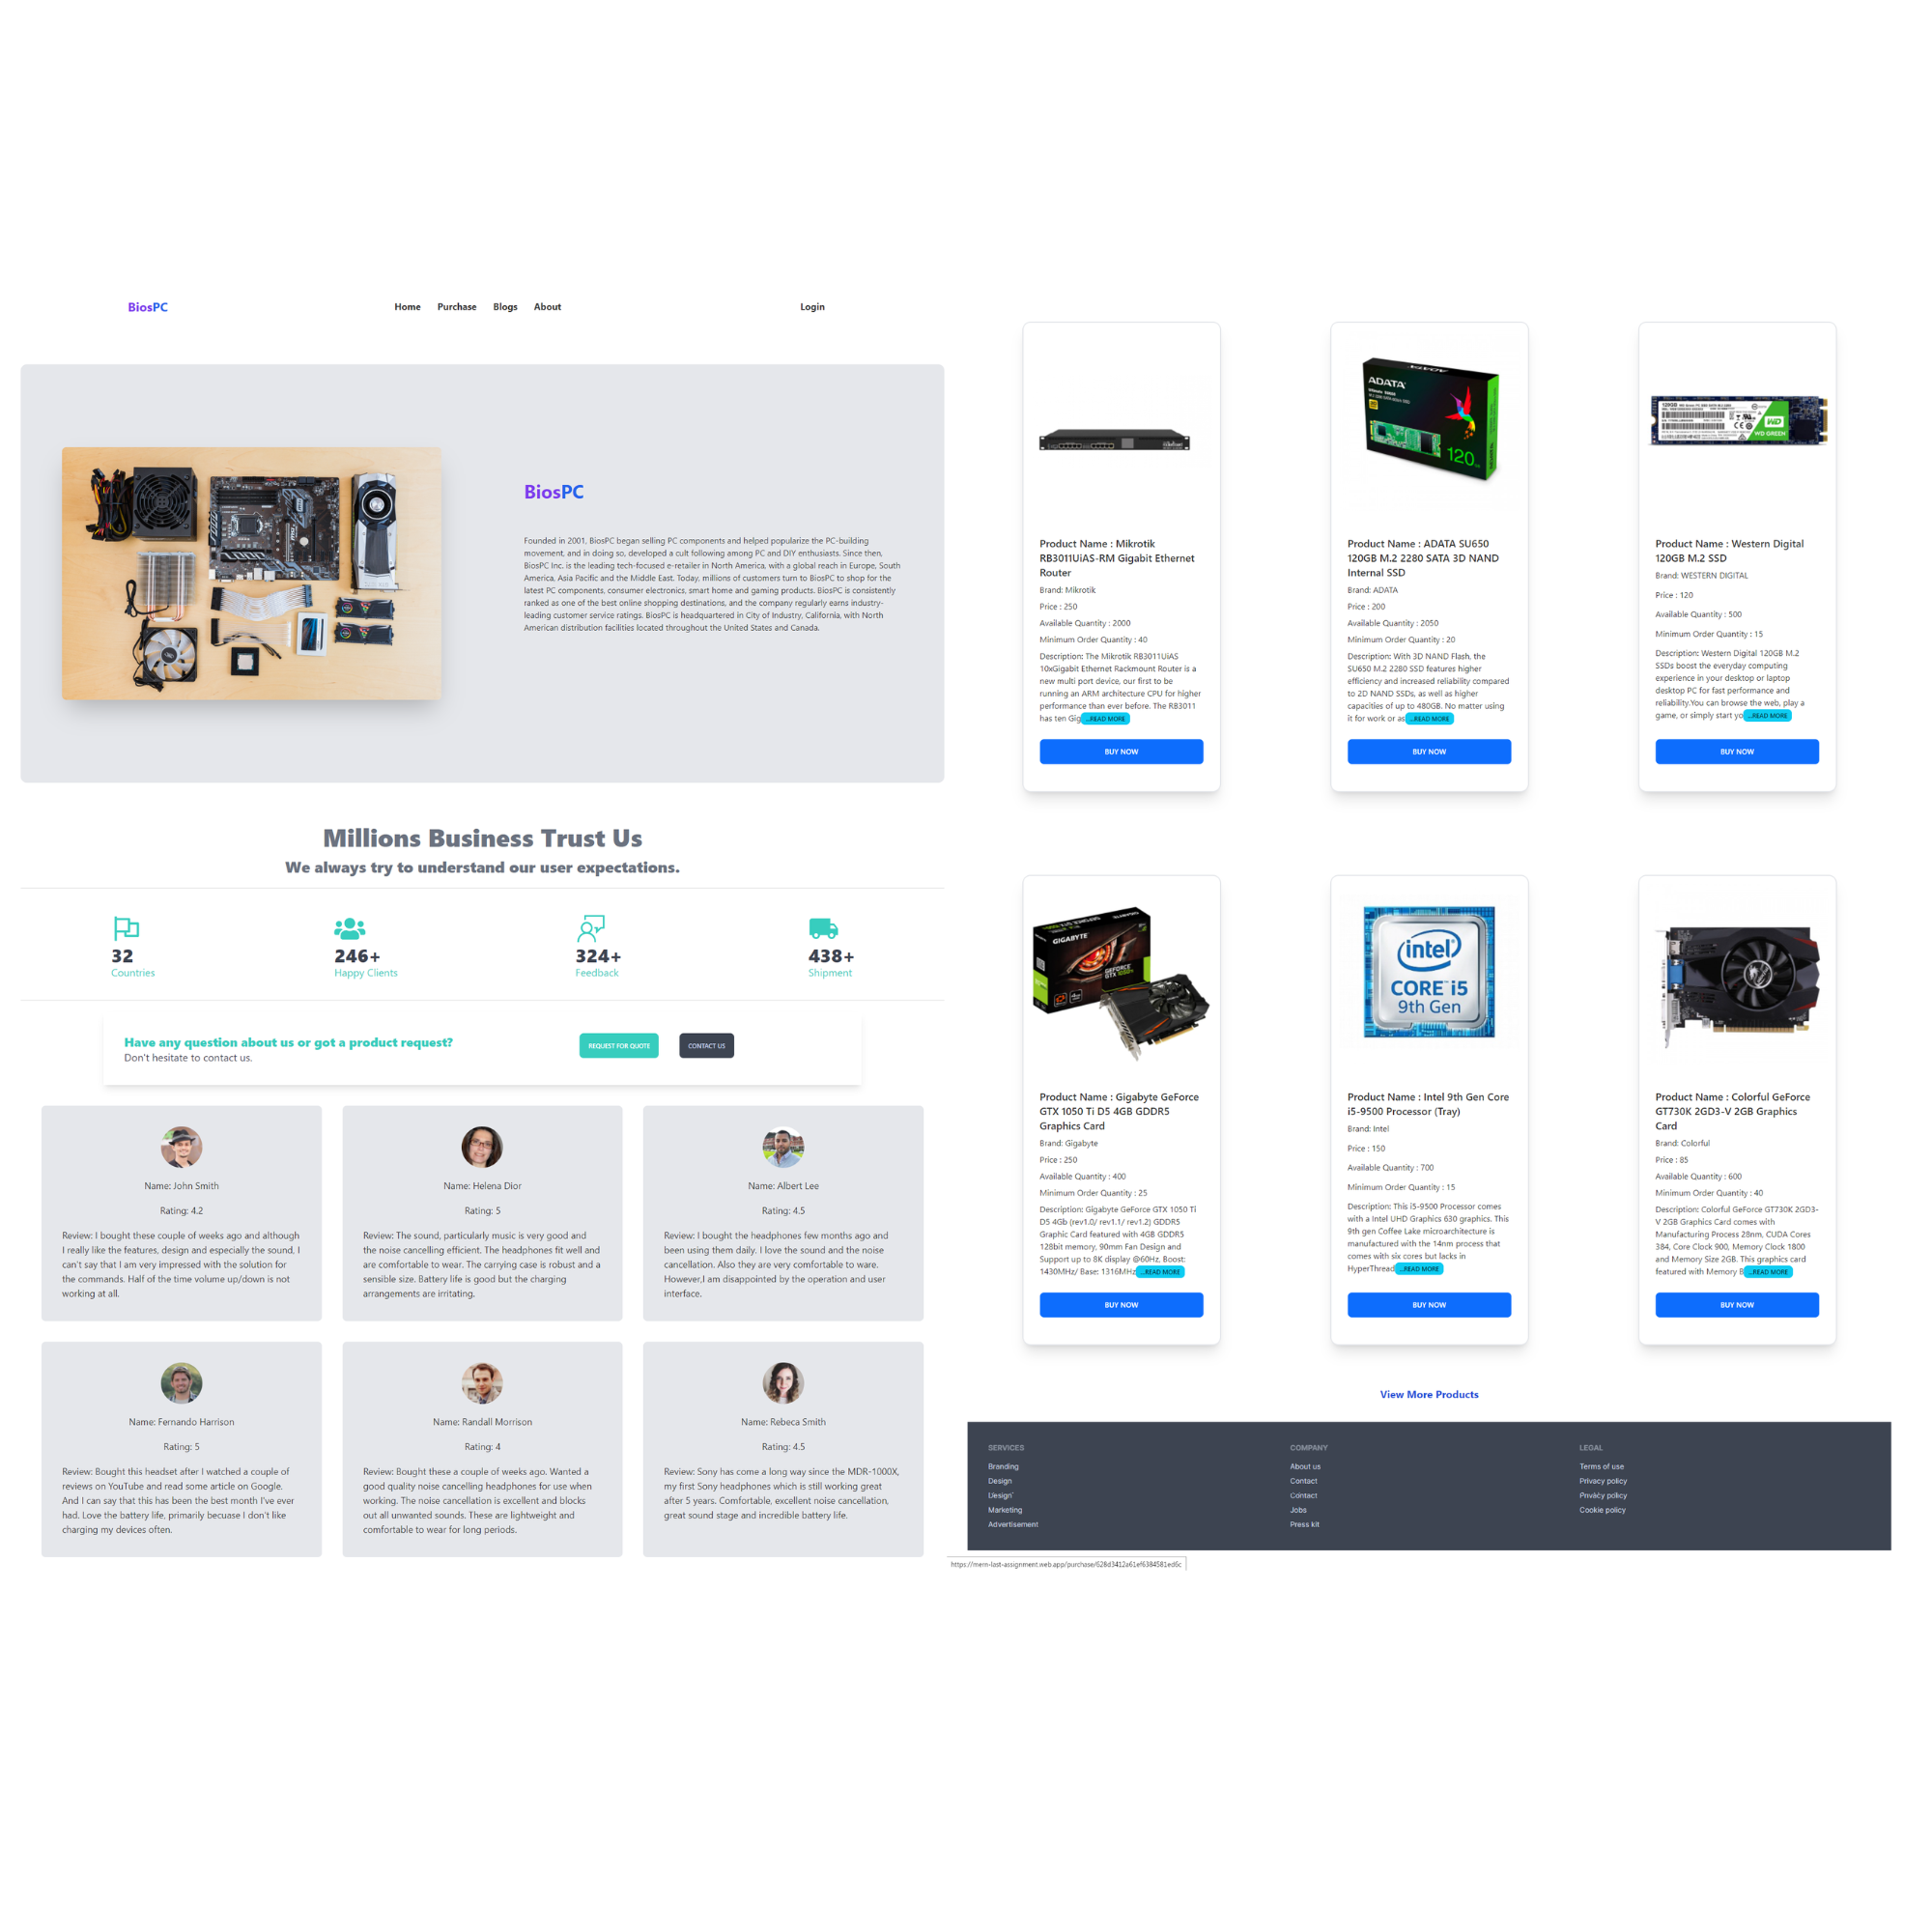 BiosPC
Home Purchase Blogs About
Login
BiosPC
Founded in 2001, BiosPC began selling PC components and helped popularize the PC-building
movement, and in doing so, developed a cult following among PC and DIY enthusiasts. Since then,
BiosPC Inc. is the leading tech-focused e-retailer in North America, with a global reach in Europe, South
America, Asia Pacific and the Middle East. Today, millions of customers turn to BiosPC to shop for the
latest PC components, consumer electronics, smart home and gaming products. BiosPC is consistently
ranked as one of the best online shopping destinations, and the company regularly earns industry-
leading customer service ratings. BiosPC is headquartered in City of Industry, California, with North
American distribution facilities located throughout the United States and Canada.
Millions Business Trust Us
We always try to understand our user expectations.
32
Countries
246+
Happy Clients
324+
Feedback
438+
Shipment
Have any question about us or got a product request?
Don't hesitate to contact us.
REQUEST FOR QUOTE
CONTACT US
Name: John Smith
Rating: 4.2
Review: I bought these couple of weeks ago and although
I really like the features, design and especially the sound, I
can't say that I am very impressed with the solution for
the commands. Half of the time volume up/down is not
working at all.
Name: Helena Dior
Rating: 5
Review: The sound, particularly music is very good and
the noise cancelling efficient. The headphones fit well and
are comfortable to wear. The carrying case is robust and a
sensible size. Battery life is good but the charging
arrangements are irritating.
Name: Albert Lee
Rating: 4.5
Review: I bought the headphones few months ago and
been using them daily. I love the sound and the noise
cancellation. Also they are very comfortable to ware.
However,I am disappointed by the operation and user
interface.
Name: Fernando Harrison
Rating: 5
Review: Bought this headset after I watched a couple of
reviews on YouTube and read some article on Google.
And I can say that this has been the best month I've ever
had. Love the battery life, primarily becuase I don't like
charging my devices often.
Name: Randall Morrison
Rating: 4
Review: Bought these a couple of weeks ago. Wanted a
good quality noise cancelling headphones for use when
working. The noise cancellation is excellent and blocks
out all unwanted sounds. These are lightweight and
comfortable to wear for long periods.
Name: Rebeca Smith
Rating: 4.5
Review: Sony has come a long way since the MDR-1000X,
my first Sony headphones which is still working great
after 5 years. Comfortable, excellent noise cancellation,
great sound stage and incredible battery life.
Product Name : Mikrotik
RB3011UiAS-RM Gigabit Ethernet
Router
Brand: Mikrotik
Price : 250
Available Quantity : 2000
Minimum Order Quantity : 40
Description: The Mikrotik RB3011UiAS
10xGigabit Ethernet Rackmount Router is a
new multi port device, our first to be
running an ARM architecture CPU for higher
performance than ever before. The RB3011
has ten Gig...READ MORE
BUY NOW
ADATA
ADATA
120
Product Name : ADATA SU650
120GB M.2 2280 SATA 3D NAND
Internal SSD
Brand: ADATA
Price : 200
Available Quantity : 2050
Minimum Order Quantity : 20
Description: With 3D NAND Flash, the
SU650 M.2 2280 SSD features higher
efficiency and increased reliability compared
to 2D NAND SSDs, as well as higher
capacities of up to 480GB. No matter using
it for work or as...READ MORE
BUY NOW
WD
WD GREEN
Product Name : Western Digital
120GB M.2 SSD
Brand: WESTERN DIGITAL
Price : 120
Available Quantity : 500
Minimum Order Quantity : 15
Description: Western Digital 120GB M.2
SSDs boost the everyday computing
experience in your desktop or laptop
desktop PC for fast performance and
reliability.You can browse the web, play a
game, or simply start yo...READ MORE
BUY NOW
GIGABYTE
GEFORCE
Product Name : Gigabyte GeForce
GTX 1050 Ti D5 4GB GDDR5
Graphics Card
Brand: Gigabyte
Price : 250
Available Quantity : 400
Minimum Order Quantity : 25
Description: Gigabyte GeForce GTX 1050 Ti
D5 4Gb (rev1.0/ rev1.1/ rev1.2) GDDR5
Graphic Card featured with 4GB GDDR5
128bit memory, 90mm Fan Design and
Support up to 8K display @60Hz, Boost:
1430MHz/ Base: 1316MHz...READ MORE
BUY NOW
intel
CORE i5
9th Gen
Product Name : Intel 9th Gen Core
i5-9500 Processor (Tray)
Brand: Intel
Price : 150
Available Quantity : 700
Minimum Order Quantity : 15
Description: This i5-9500 Processor comes
with a Intel UHD Graphics 630 graphics. This
9th gen Coffee Lake microarchitecture is
manufactured with the 14nm process that
comes with six cores but lacks in
HyperThread...READ MORE
BUY NOW
Product Name : Colorful GeForce
GT730K 2GD3-V 2GB Graphics
Card
Brand: Colorful
Price : 85
Available Quantity : 600
Minimum Order Quantity : 40
Description: Colorful GeForce GT730K 2GD3-
V 2GB Graphics Card comes with
Manufacturing Process 28nm, CUDA Cores
384, Core Clock 900, Memory Clock 1800
and Memory Size 2GB. This graphics card
featured with Memory B...READ MORE
BUY NOW
View More Products
SERVICES
Branding
Design
Design`
Marketing
Advertisement
COMPANY
About us
Contact
Contact
Jobs
Press kit
LEGAL
Terms of use
Privacy policy
Privacy policy
Cookie policy
https://mern-last-assignment.web.app/purchase/628d3412a61ef6384581ed6c